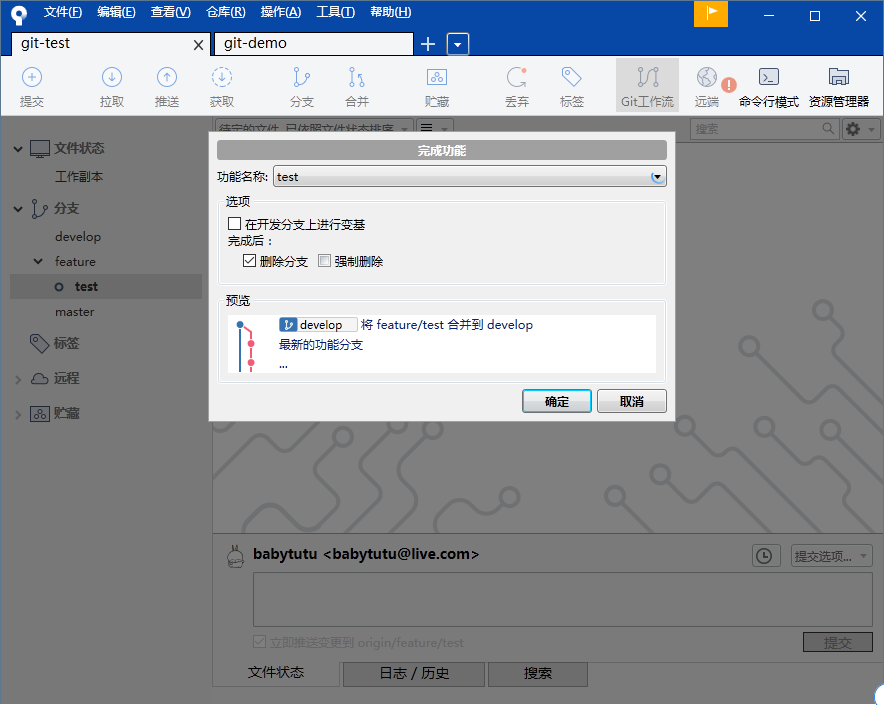 文件(F) 编辑(E) 查看(V) 仓库(R) 操作(A) 工具(T) 帮助(H)
git-test
git-demo
提交 拉取 推送 获取 分支 合并 贮藏 丢弃 标签 Git工作流 远端 命令行模式 资源管理器
待定的文件, 已依照文件状态排序
搜索
文件状态
工作副本
分支
develop
feature
test
master
标签
远程
贮藏
完成功能
功能名称: test
选项
在开发分支上进行变基
完成后：
删除分支 强制删除
预览
develop 将 feature/test 合并到 develop
最新的功能分支
...
确定 取消
babytutu <babytutu@live.com>
提交选项...
立即推送变更到 origin/feature/test
提交
文件状态 日志 / 历史 搜索